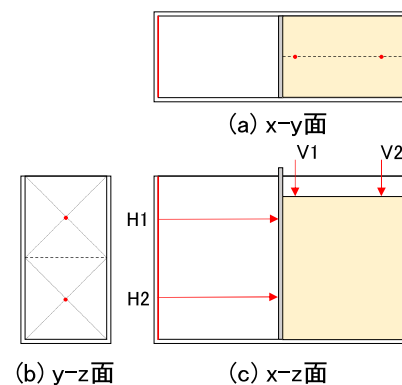 (a) x-y面
V1
V2
H1
H2
(b) y-z面
(c) x-z面